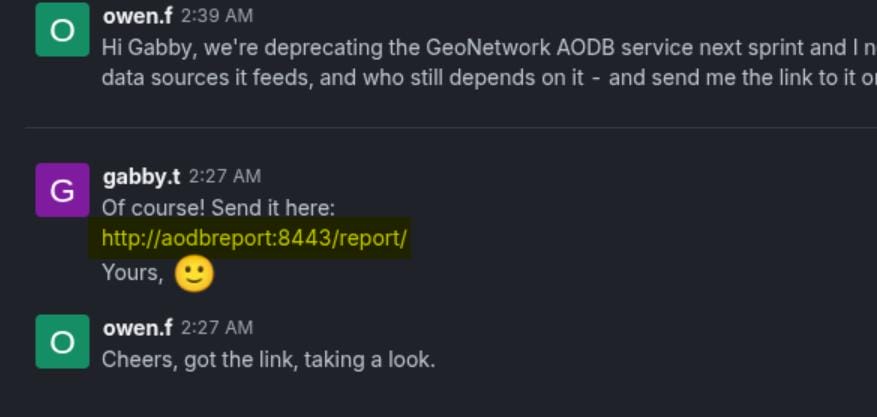 O
owen.f 2:39 AM
Hi Gabby, we're deprecating the GeoNetwork AODB service next sprint and I
data sources it feeds, and who still depends on it - and send me the link to it
G
gabby.t 2:27 AM
Of course! Send it here:
http://aodbreport:8443/report/
Yours,
O
owen.f 2:27 AM
Cheers, got the link, taking a look.